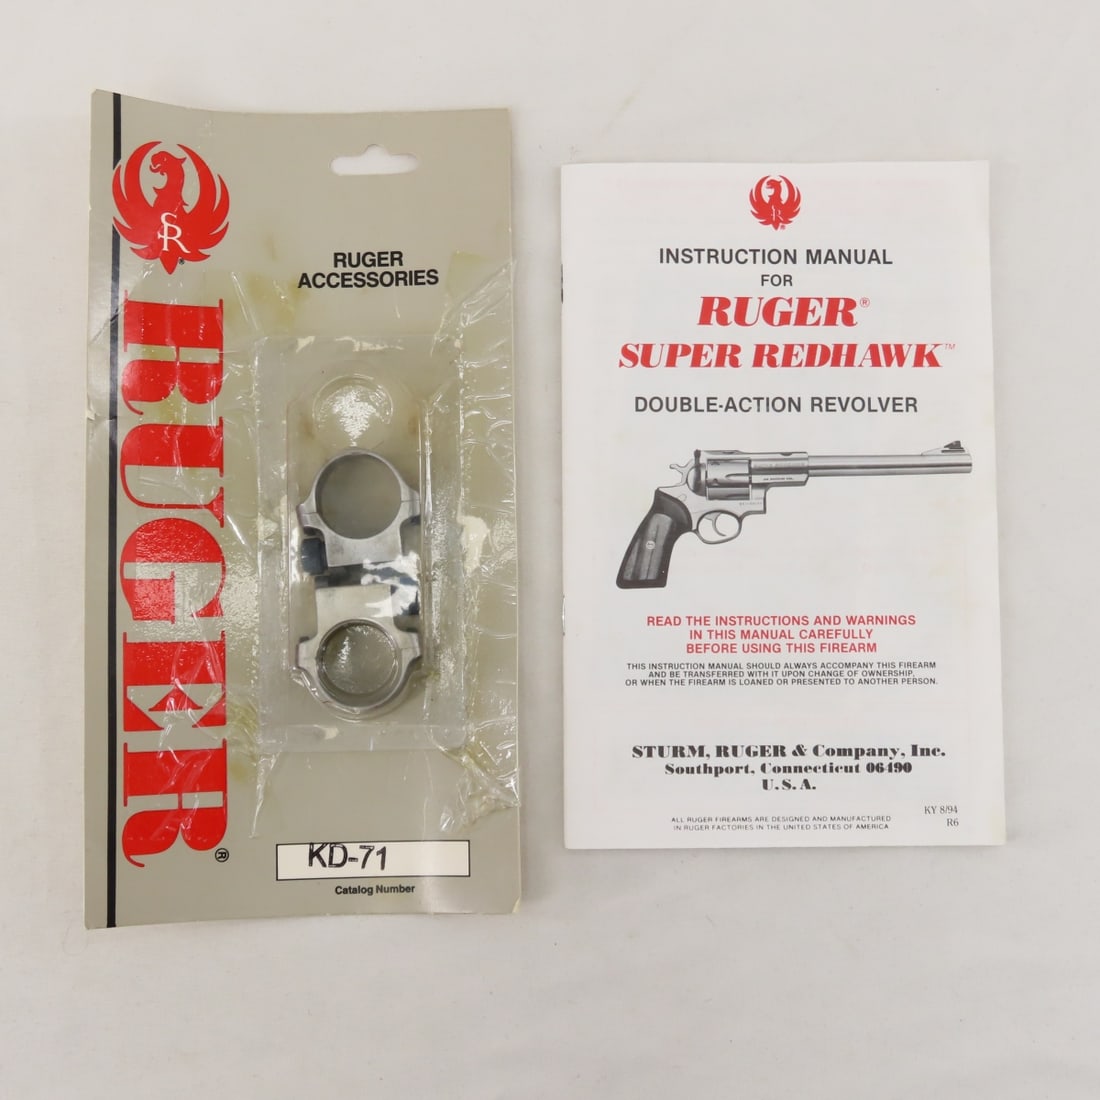 SR
®
RUGER
ACCESSORIES
RUGER®
KD-71
Catalog Number
R
®
INSTRUCTION MANUAL
FOR
RUGER®
SUPER REDHAWK™
DOUBLE-ACTION REVOLVER
READ THE INSTRUCTIONS AND WARNINGS
IN THIS MANUAL CAREFULLY
BEFORE USING THIS FIREARM
THIS INSTRUCTION MANUAL SHOULD ALWAYS ACCOMPANY THIS FIREARM
AND BE TRANSFERRED WITH IT UPON CHANGE OF OWNERSHIP,
OR WHEN THE FIREARM IS LOANED OR PRESENTED TO ANOTHER PERSON.
STURM, RUGER & Company, Inc.
Southport, Connecticut 06490
U.S.A.
KY 8/94
R6
ALL RUGER FIREARMS ARE DESIGNED AND MANUFACTURED
IN RUGER FACTORIES IN THE UNITED STATES OF AMERICA